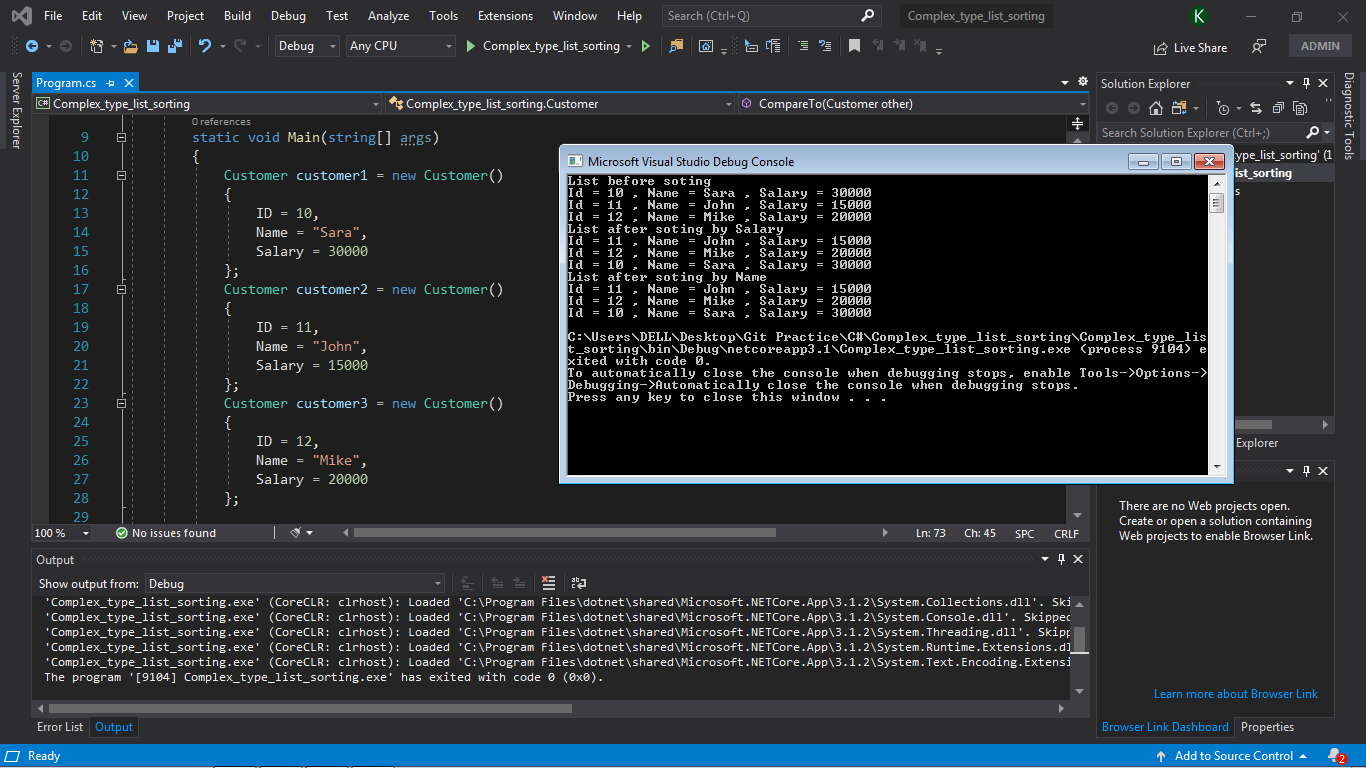 File Edit View Project Build Debug Test Analyze Tools Extensions Window Help Search (Ctrl+Q) Complex_type_list_sorting K
Debug Any CPU Complex_type_list_sorting Live Share ADMIN
Server Explorer
Program.cs
Complex_type_list_sorting Complex_type_list_sorting.Customer CompareTo(Customer other)
0 references
9 static void Main(string[] args)
10 {
11 Customer customer1 = new Customer()
12 {
13 ID = 10,
14 Name = "Sara",
15 Salary = 30000
16 };
17 Customer customer2 = new Customer()
18 {
19 ID = 11,
20 Name = "John",
21 Salary = 15000
22 };
23 Customer customer3 = new Customer()
24 {
25 ID = 12,
26 Name = "Mike",
27 Salary = 20000
28 };
29
100 % No issues found Ln: 73 Ch: 45 SPC CRLF
Microsoft Visual Studio Debug Console
List before soting
Id = 10 , Name = Sara , Salary = 30000
Id = 11 , Name = John , Salary = 15000
Id = 12 , Name = Mike , Salary = 20000
List after soting by Salary
Id = 11 , Name = John , Salary = 15000
Id = 12 , Name = Mike , Salary = 20000
Id = 10 , Name = Sara , Salary = 30000
List after soting by Name
Id = 11 , Name = John , Salary = 15000
Id = 12 , Name = Mike , Salary = 20000
Id = 10 , Name = Sara , Salary = 30000
C:\Users\DELL\Desktop\Git Practice\C#\Complex_type_list_sorting\Complex_type_lis
t_sorting\bin\Debug\netcoreapp3.1\Complex_type_list_sorting.exe (process 9104) e
xited with code 0.
To automatically close the console when debugging stops, enable Tools->Options->
Debugging->Automatically close the console when debugging stops.
Press any key to close this window . . .
Solution Explorer
Search Solution Explorer (Ctrl+;)
ype_list_sorting' (1
ist_sorting
s
Explorer
Diagnostic Tools
There are no Web projects open.
Create or open a solution containing
Web projects to enable Browser Link.
Learn more about Browser Link
Browser Link Dashboard Properties
Output
Show output from: Debug
'Complex_type_list_sorting.exe' (CoreCLR: clrhost): Loaded 'C:\Program Files\dotnet\shared\Microsoft.NETCore.App\3.1.2\System.Collections.dll'. Ski
'Complex_type_list_sorting.exe' (CoreCLR: clrhost): Loaded 'C:\Program Files\dotnet\shared\Microsoft.NETCore.App\3.1.2\System.Console.dll'. Skipped
'Complex_type_list_sorting.exe' (CoreCLR: clrhost): Loaded 'C:\Program Files\dotnet\shared\Microsoft.NETCore.App\3.1.2\System.Threading.dll'. Skipp
'Complex_type_list_sorting.exe' (CoreCLR: clrhost): Loaded 'C:\Program Files\dotnet\shared\Microsoft.NETCore.App\3.1.2\System.Runtime.Extensions.dl
'Complex_type_list_sorting.exe' (CoreCLR: clrhost): Loaded 'C:\Program Files\dotnet\shared\Microsoft.NETCore.App\3.1.2\System.Text.Encoding.Extensi
The program '[9104] Complex_type_list_sorting.exe' has exited with code 0 (0x0).
Error List Output
Ready Add to Source Control 2